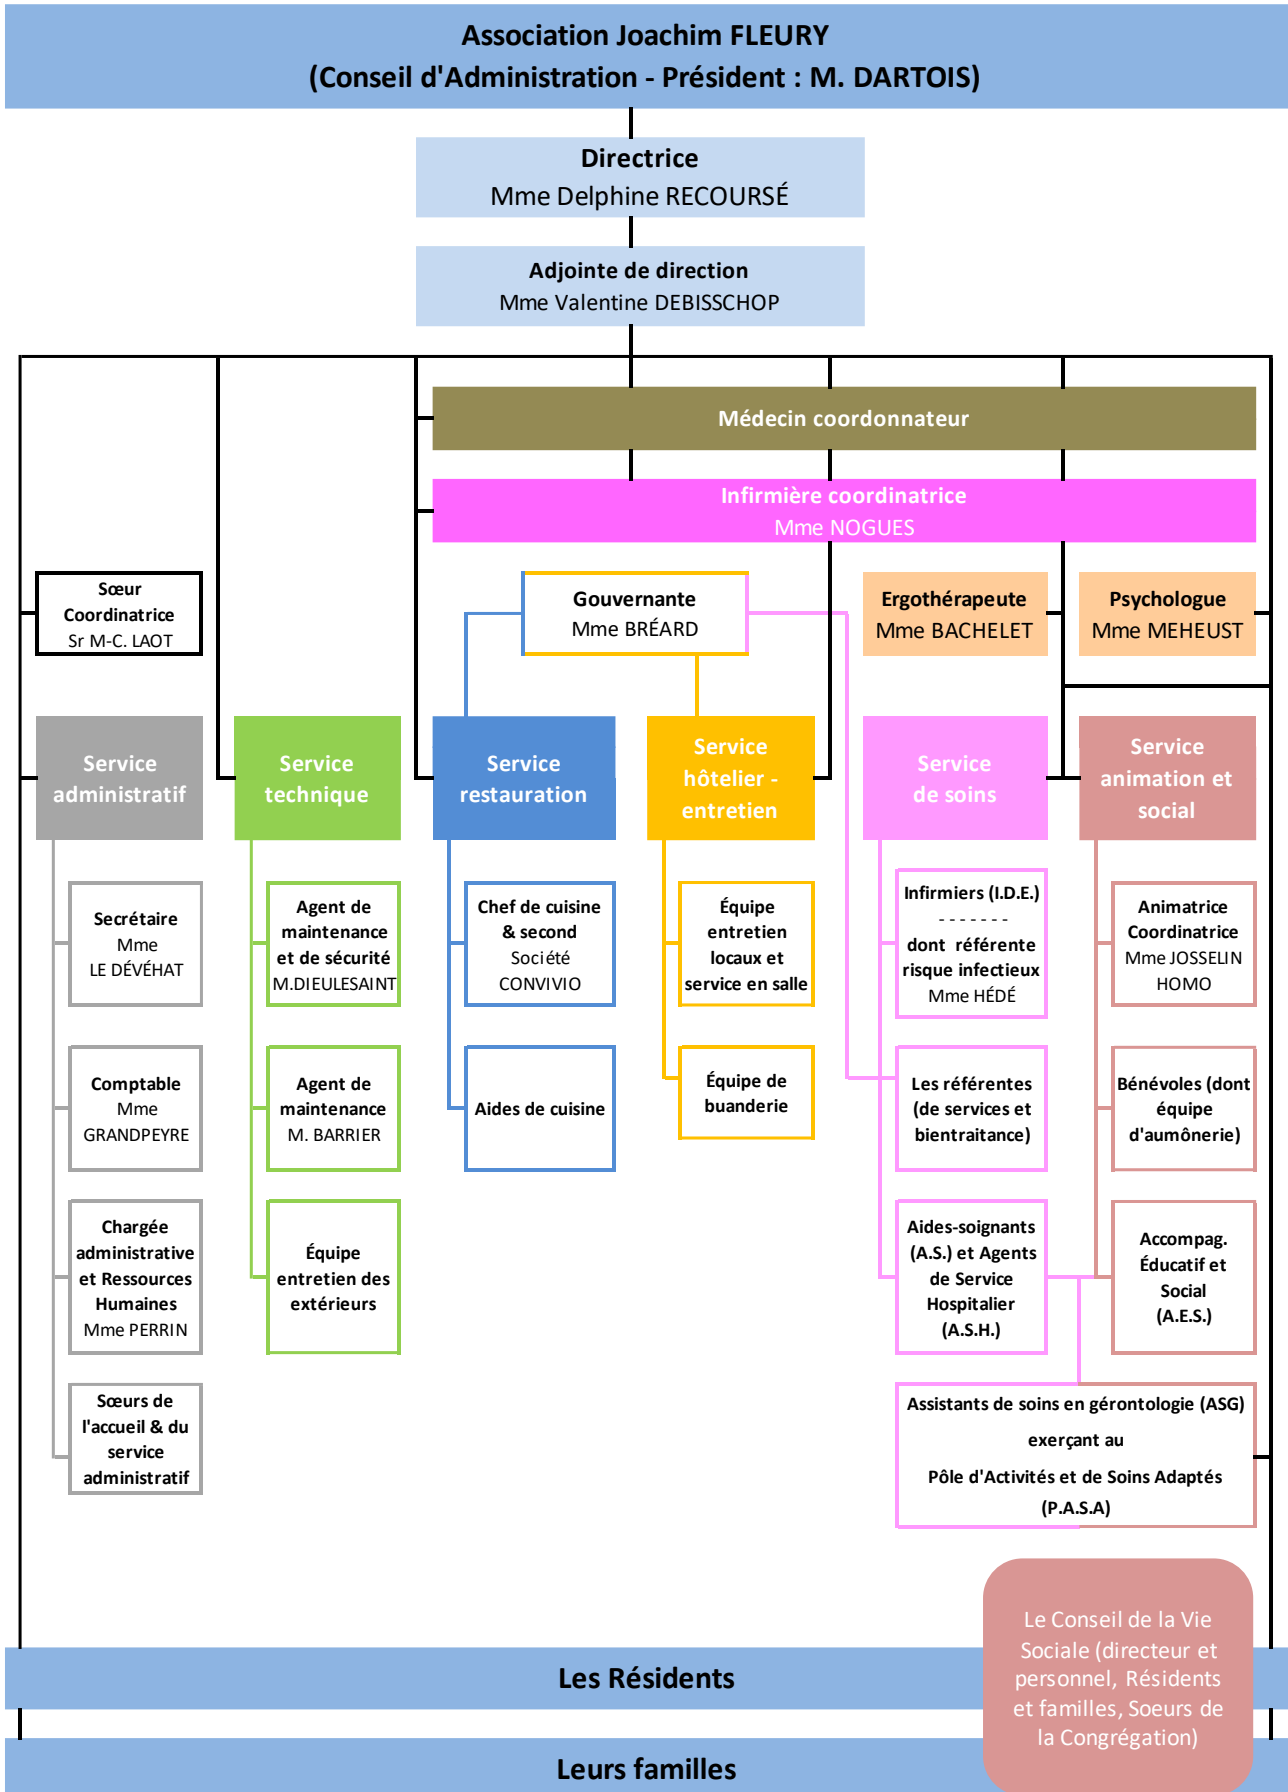 Association Joachim FLEURY
(Conseil d'Administration - Président : M. DARTOIS)
Directrice
Mme Delphine RECOURSÉ
Adjointe de direction
Mme Valentine DEBISSCHOP
Médecin coordonnateur
Infirmière coordinatrice
Mme NOGUES
Sœur
Coordinatrice
Sr M-C. LAOT
Gouvernante
Mme BRÉARD
Ergothérapeute
Mme BACHELET
Psychologue
Mme MEHEUST
Service
administratif
Service
technique
Service
restauration
Service
hôtelier -
entretien
Service
de soins
Service
animation et
social
Secrétaire
Mme
LE DÉVÉHAT
Agent de
maintenance
et de sécurité
M.DIEULESAINT
Chef de cuisine
& second
Société
CONVIVIO
Équipe
entretien
locaux et
service en salle
Infirmiers (I.D.E.)
- - - - - - -
dont référente
risque infectieux
Mme HÉDÉ
Animatrice
Coordinatrice
Mme JOSSELIN
HOMO
Comptable
Mme
GRANDPEYRE
Agent de
maintenance
M. BARRIER
Aides de cuisine
Équipe de
buanderie
Les référentes
(de services et
bientraitance)
Bénévoles (dont
équipe
d'aumônerie)
Chargée
administrative
et Ressources
Humaines
Mme PERRIN
Équipe
entretien des
extérieurs
Aides-soignants
(A.S.) et Agents
de Service
Hospitalier
(A.S.H.)
Accompag.
Éducatif et
Social
(A.E.S.)
Sœurs de
l'accueil & du
service
administratif
Assistants de soins en gérontologie (ASG)
exerçant au
Pôle d'Activités et de Soins Adaptés
(P.A.S.A)
Le Conseil de la Vie
Sociale (directeur et
personnel, Résidents
et familles, Soeurs de
la Congrégation)
Les Résidents
Leurs familles